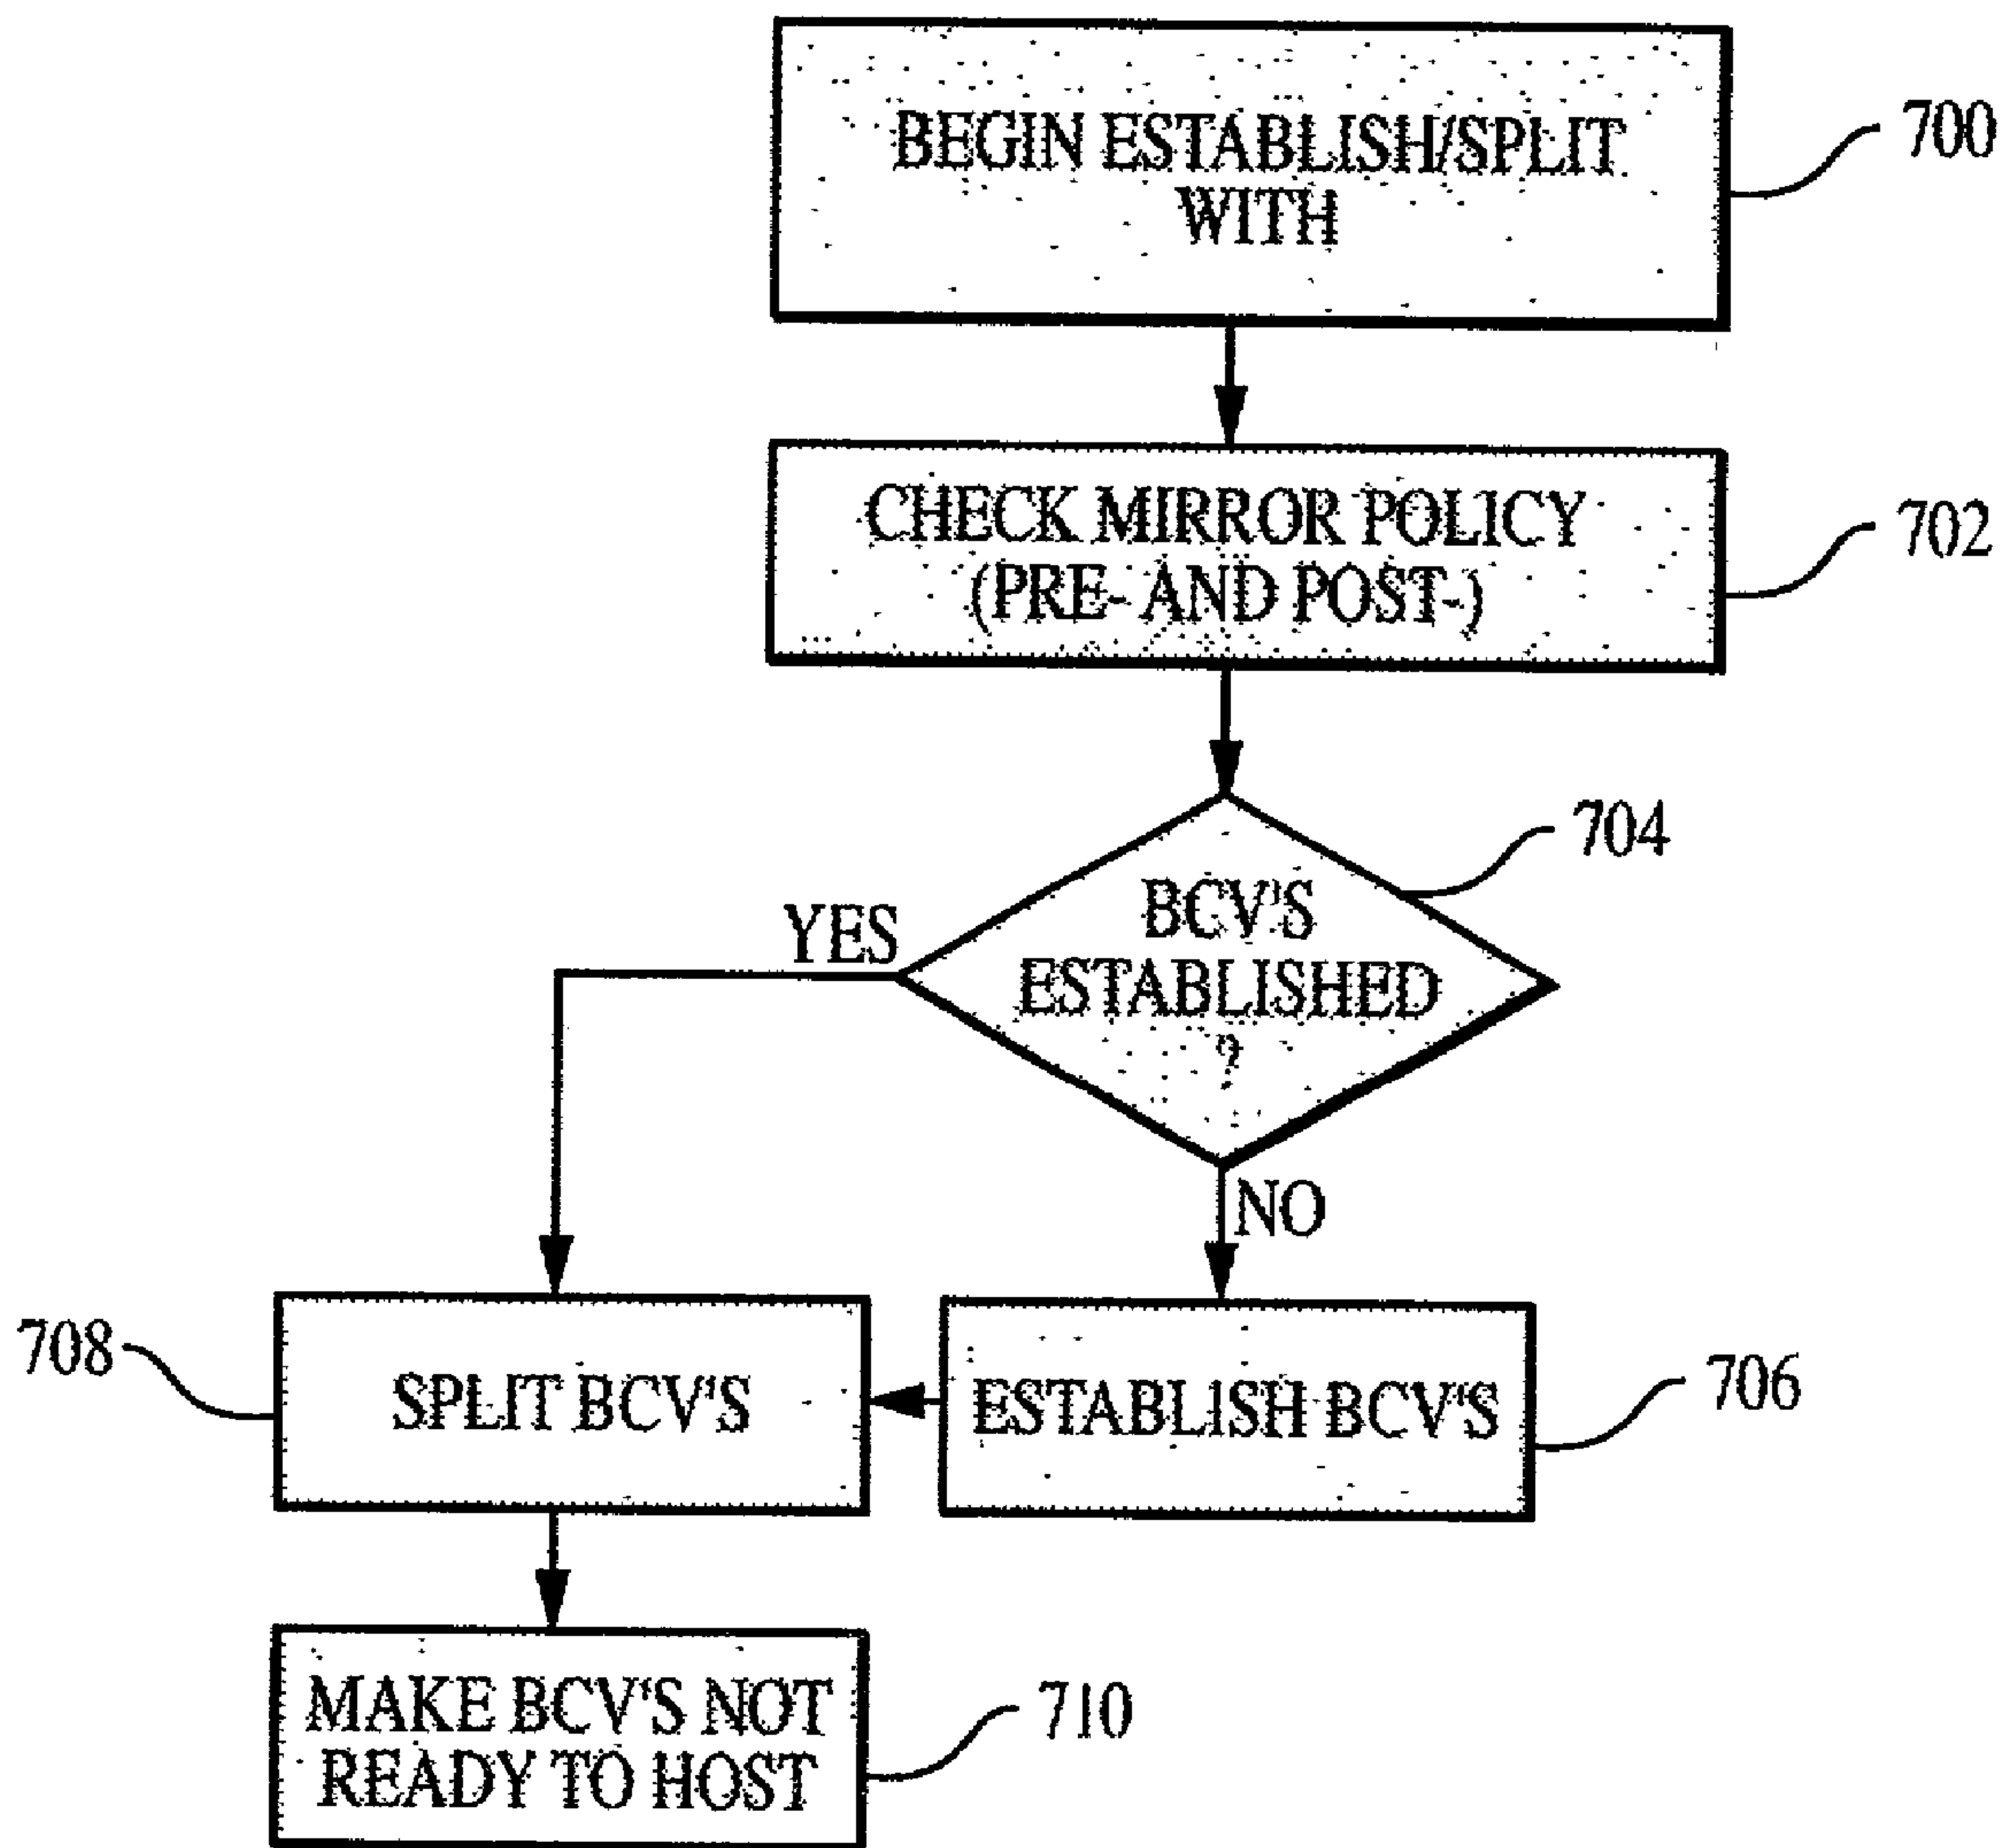 BEGIN ESTABLISH/SPLIT
WITH
700
CHECK MIRROR POLICY
(PRE- AND POST-)
702
704
BCV'S
ESTABLISHED
?
YES
NO
708
SPLIT BCV'S
ESTABLISH BCV'S
706
MAKE BCV'S NOT
READY TO HOST
710